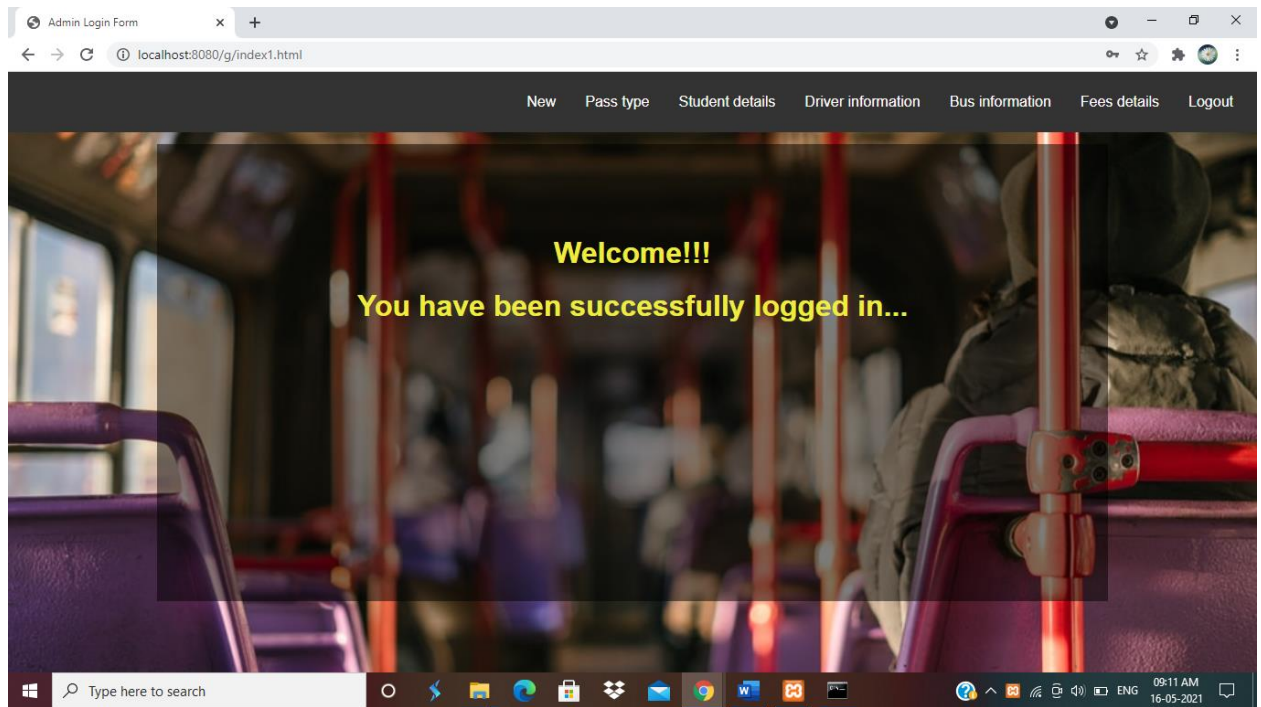 Admin Login Form
localhost:8080/g/index1.html
New Pass type Student details Driver information Bus information Fees details Logout
Welcome!!!
You have been successfully logged in...
Type here to search
ENG
09:11 AM
16-05-2021